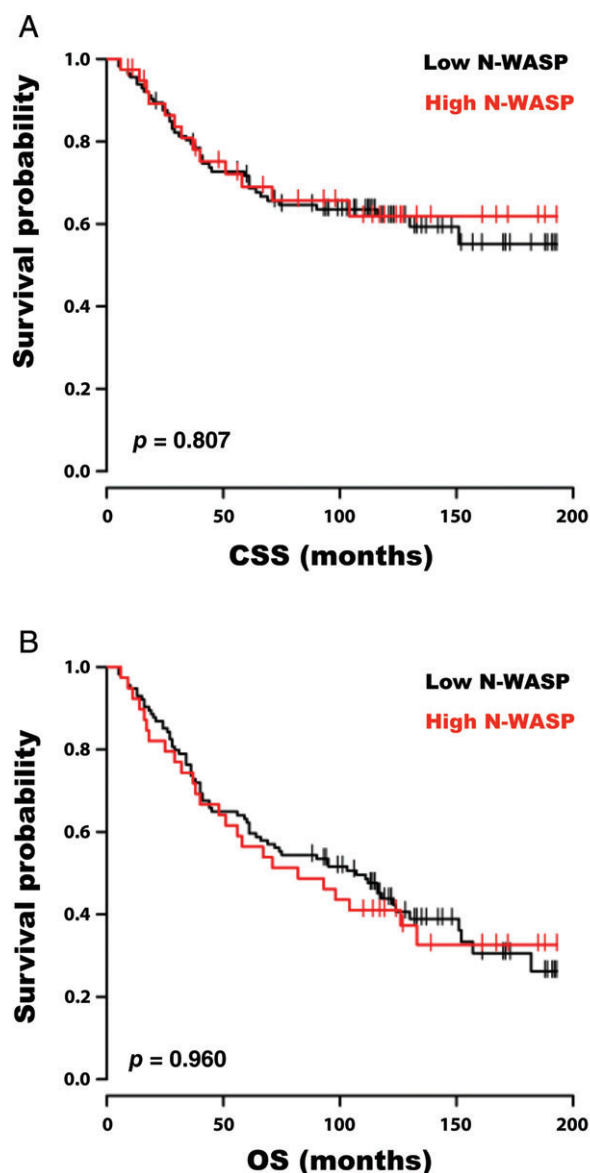 A
Low N-WASP
High N-WASP
Survival probability
1.0
0.8
0.6
0.4
0.2
0.0
p = 0.807
0 50 100 150 200
CSS (months)
B
Low N-WASP
High N-WASP
Survival probability
1.0
0.8
0.6
0.4
0.2
0.0
p = 0.960
0 50 100 150 200
OS (months)